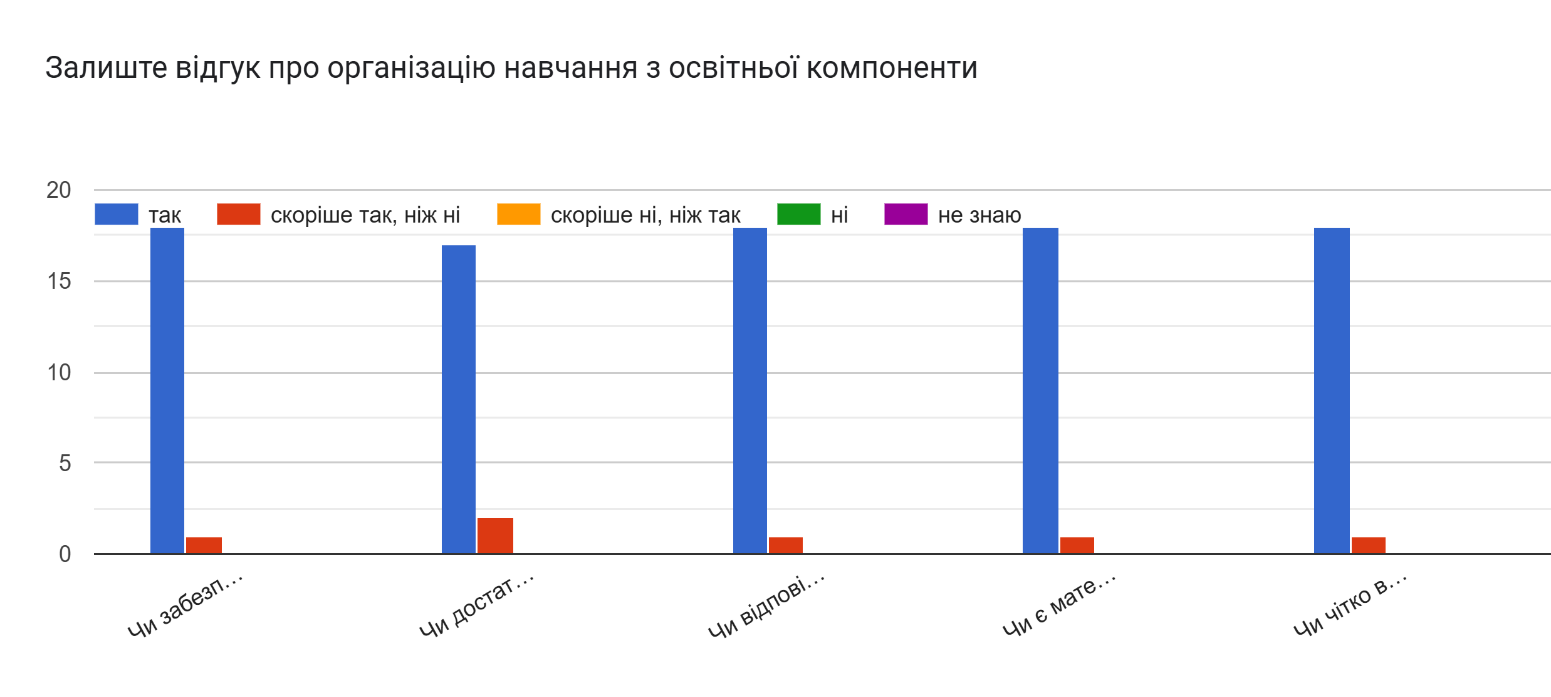 Залиште відгук про організацію навчання з освітньої компоненти
20
так скоріше так, ніж ні скоріше ні, ніж так ні не знаю
15
10
5
0
Чи забезп… Чи достат… Чи відпові… Чи є мате… Чи чітко в…